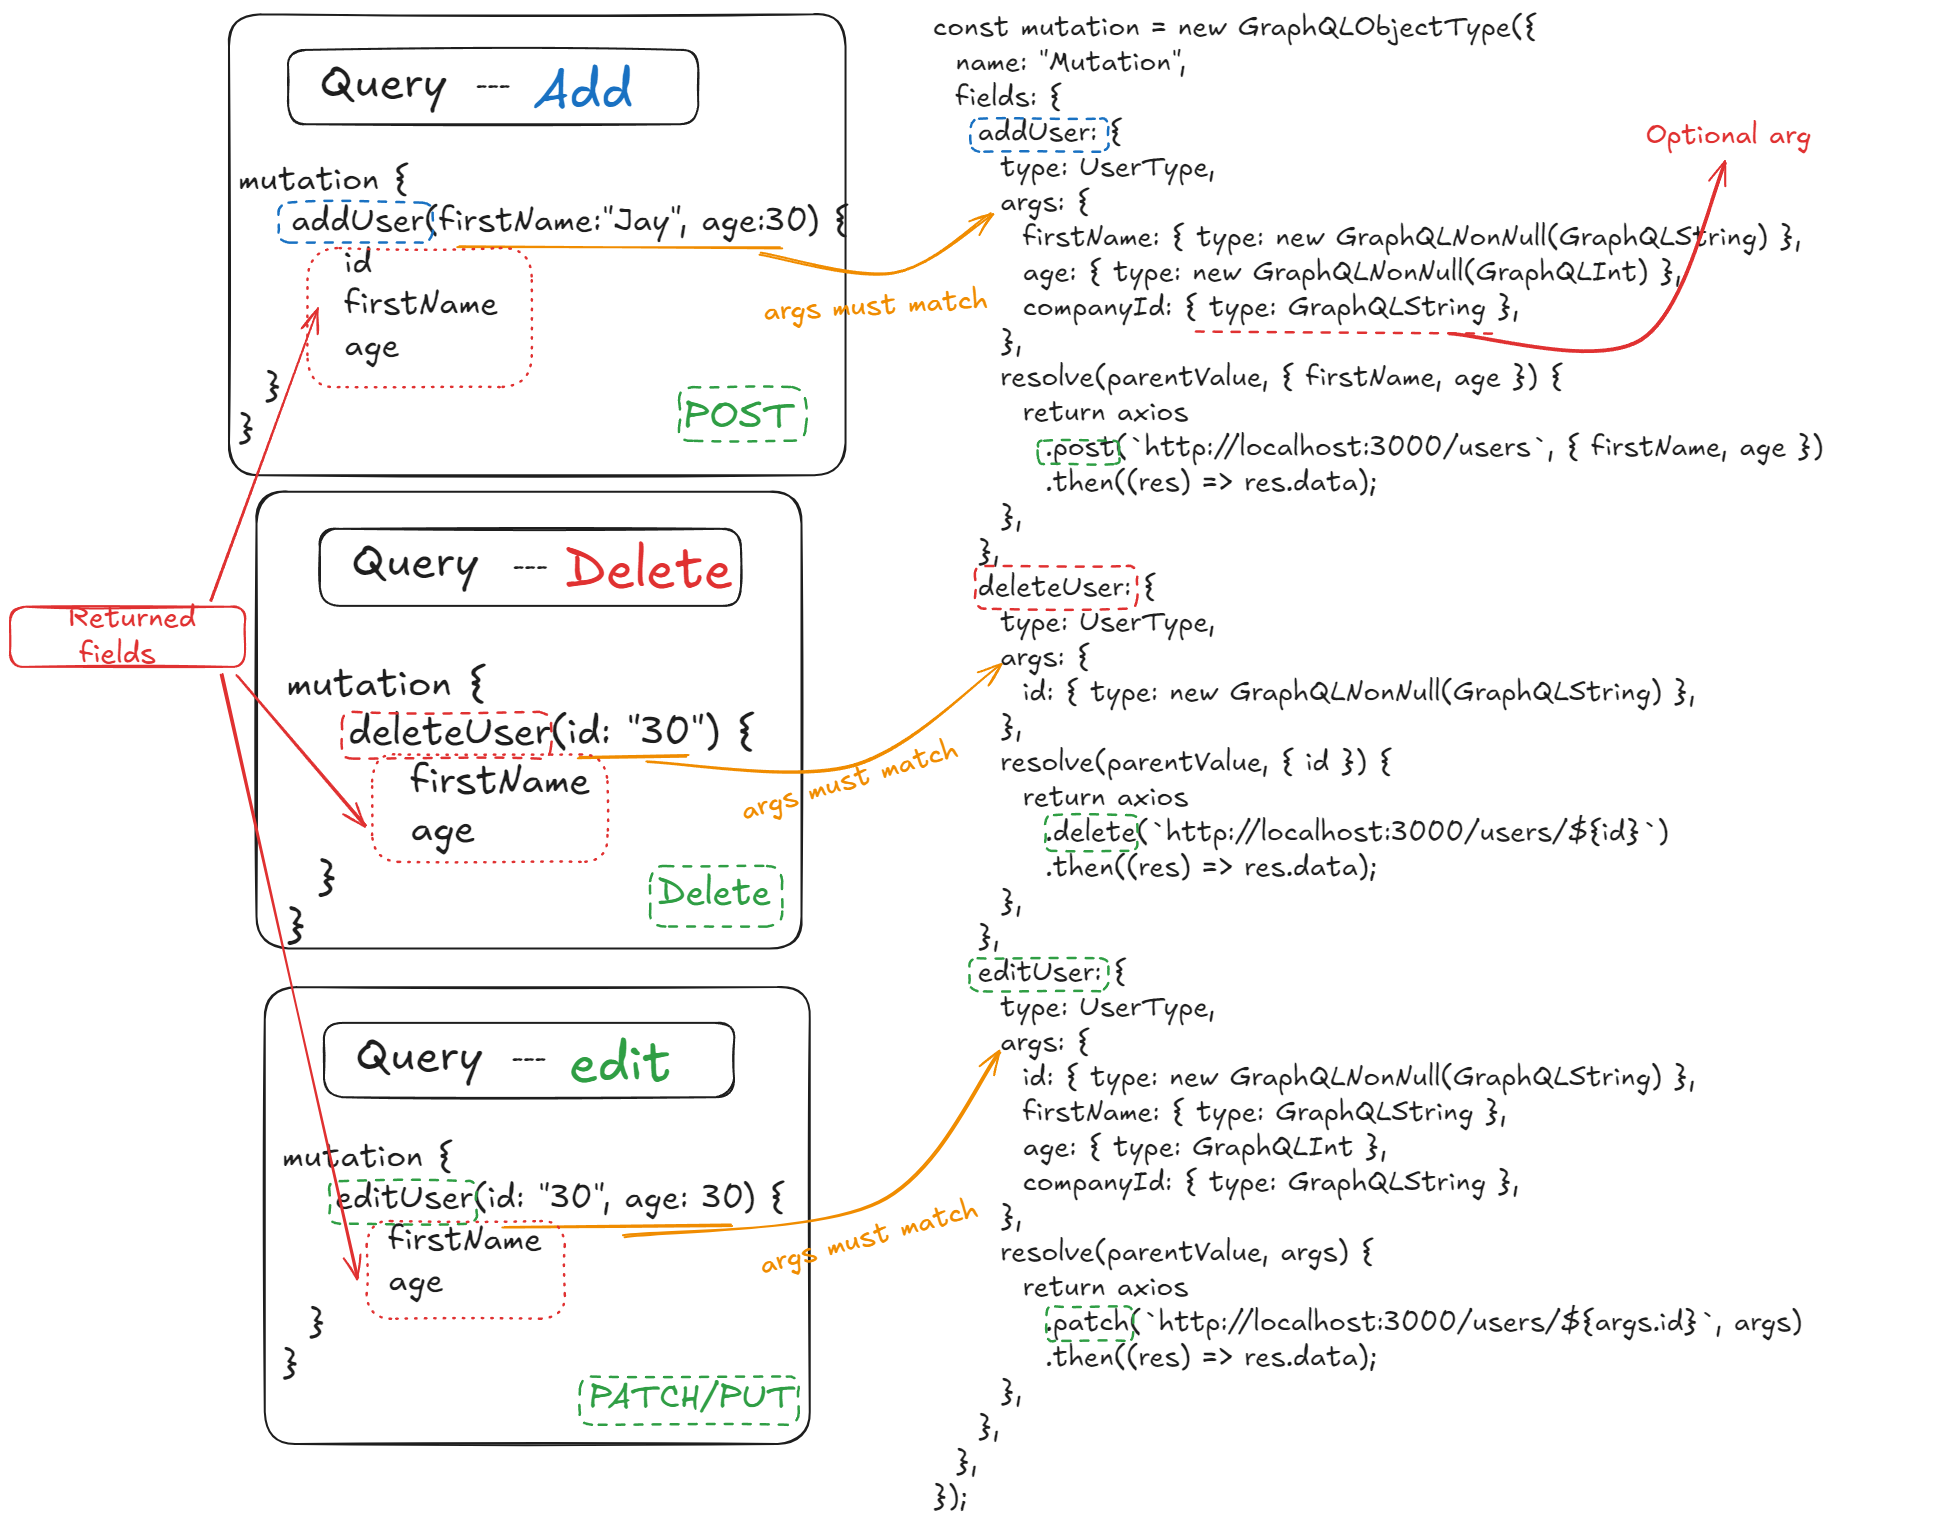 Query --- Add
mutation {
addUser(firstName:"Jay", age:30) {
id
firstName
age
}
}
POST
Query --- Delete
mutation {
deleteUser(id: "30") {
firstName
age
}
}
Delete
Query --- edit
mutation {
editUser(id: "30", age: 30) {
firstName
age
}
}
PATCH/PUT
Returned
fields
args must match
args must match
args must match
Optional arg
const mutation = new GraphQLObjectType({
name: "Mutation",
fields: {
addUser: {
type: UserType,
args: {
firstName: { type: new GraphQLNonNull(GraphQLString) },
age: { type: new GraphQLNonNull(GraphQLInt) },
companyId: { type: GraphQLString },
},
resolve(parentValue, { firstName, age }) {
return axios
.post(`http://localhost:3000/users`, { firstName, age })
.then((res) => res.data);
},
},
deleteUser: {
type: UserType,
args: {
id: { type: new GraphQLNonNull(GraphQLString) },
},
resolve(parentValue, { id }) {
return axios
.delete(`http://localhost:3000/users/${id}`)
.then((res) => res.data);
},
},
editUser: {
type: UserType,
args: {
id: { type: new GraphQLNonNull(GraphQLString) },
firstName: { type: GraphQLString },
age: { type: GraphQLInt },
companyId: { type: GraphQLString },
},
resolve(parentValue, args) {
return axios
.patch(`http://localhost:3000/users/${args.id}`, args)
.then((res) => res.data);
},
},
},
});